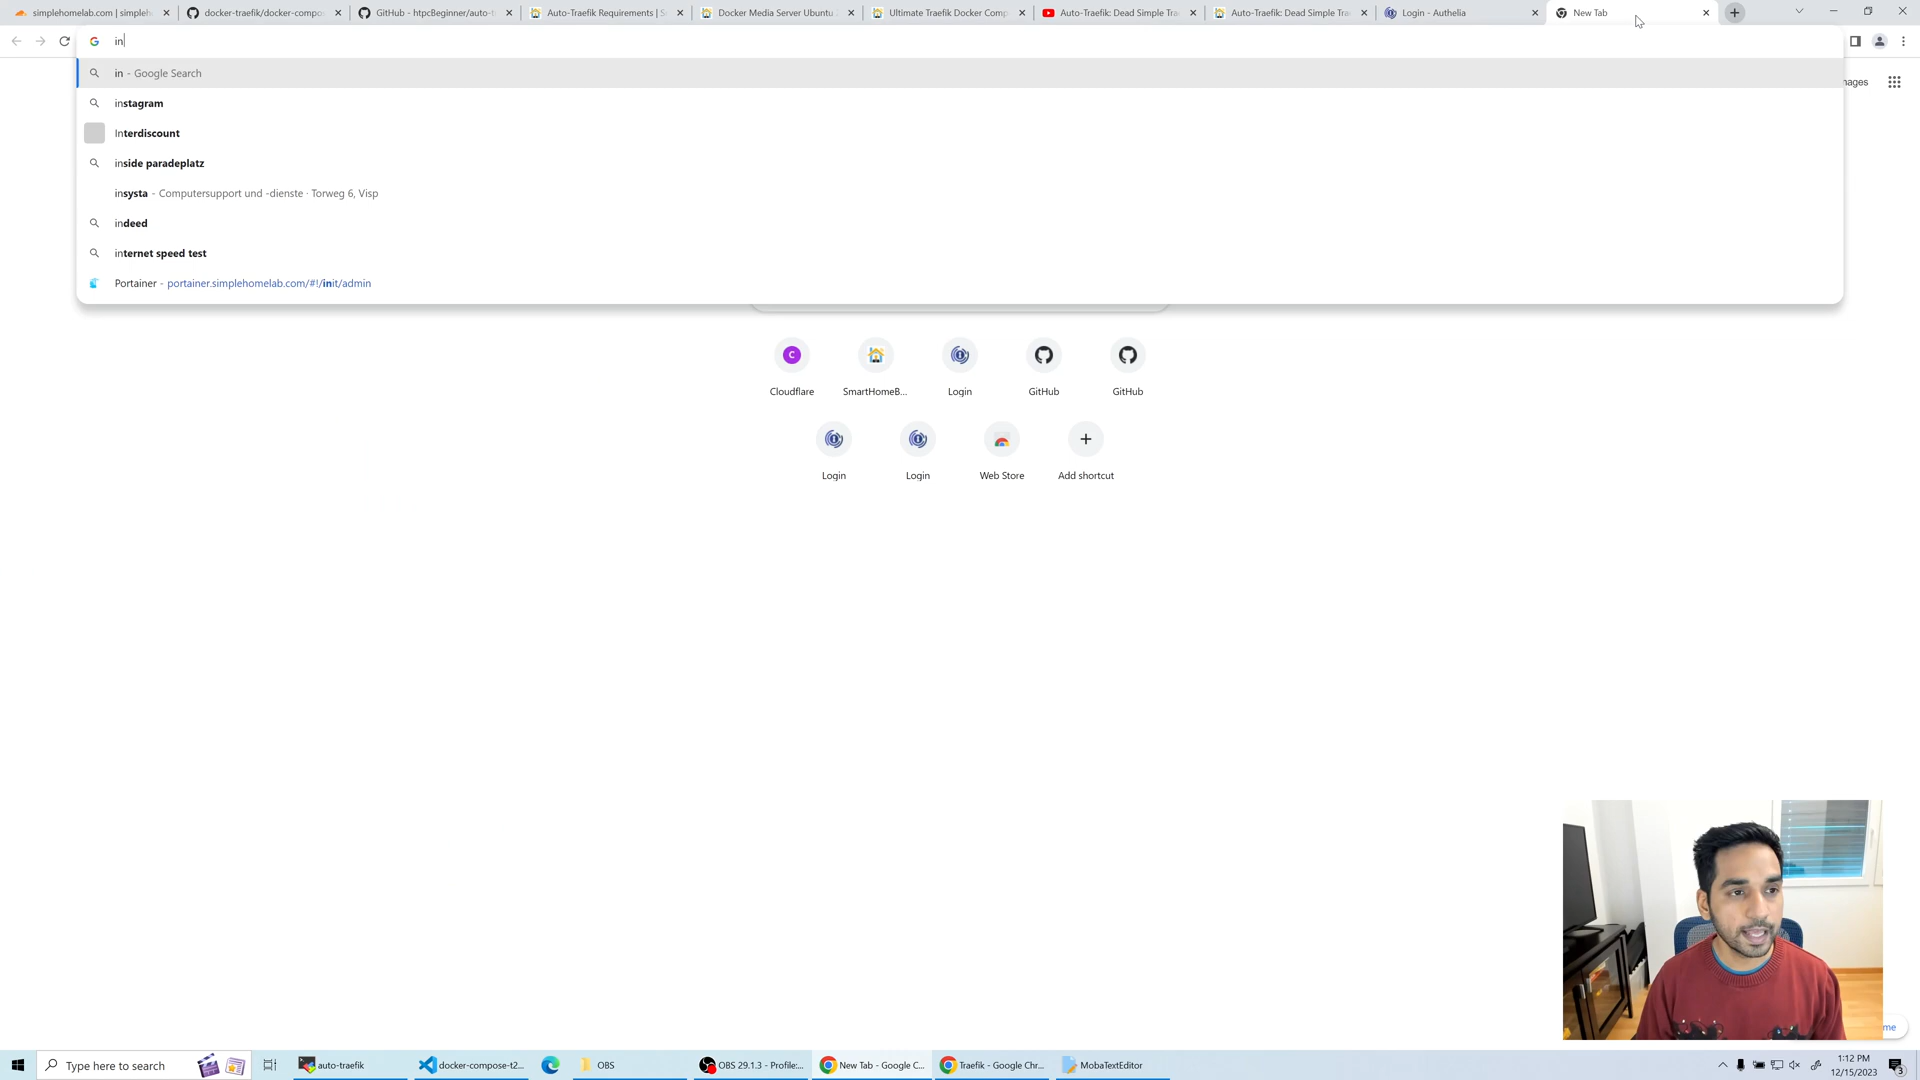 simplehomelab.com | simpleh
docker-traefik/docker-compo
GitHub - htpcBeginner/auto-t
Auto-Traefik Requirements | S
Docker Media Server Ubuntu
Ultimate Traefik Docker Comp
Auto-Traefik: Dead Simple Tra
Auto-Traefik: Dead Simple Tra
Login - Authelia
New Tab
in
in - Google Search
instagram
Interdiscount
inside paradeplatz
insysta - Computersupport und -dienste · Torweg 6, Visp
indeed
internet speed test
Portainer - portainer.simplehomelab.com/#!/init/admin
C
Cloudflare
SmartHomeB...
Login
GitHub
GitHub
Login
Login
Web Store
Add shortcut
Type here to search
auto-traefik
docker-compose-t2...
OBS
OBS 29.1.3 - Profile:...
New Tab - Google C...
Traefik - Google Chr...
MobaTextEditor
1:12 PM
12/15/2023
3